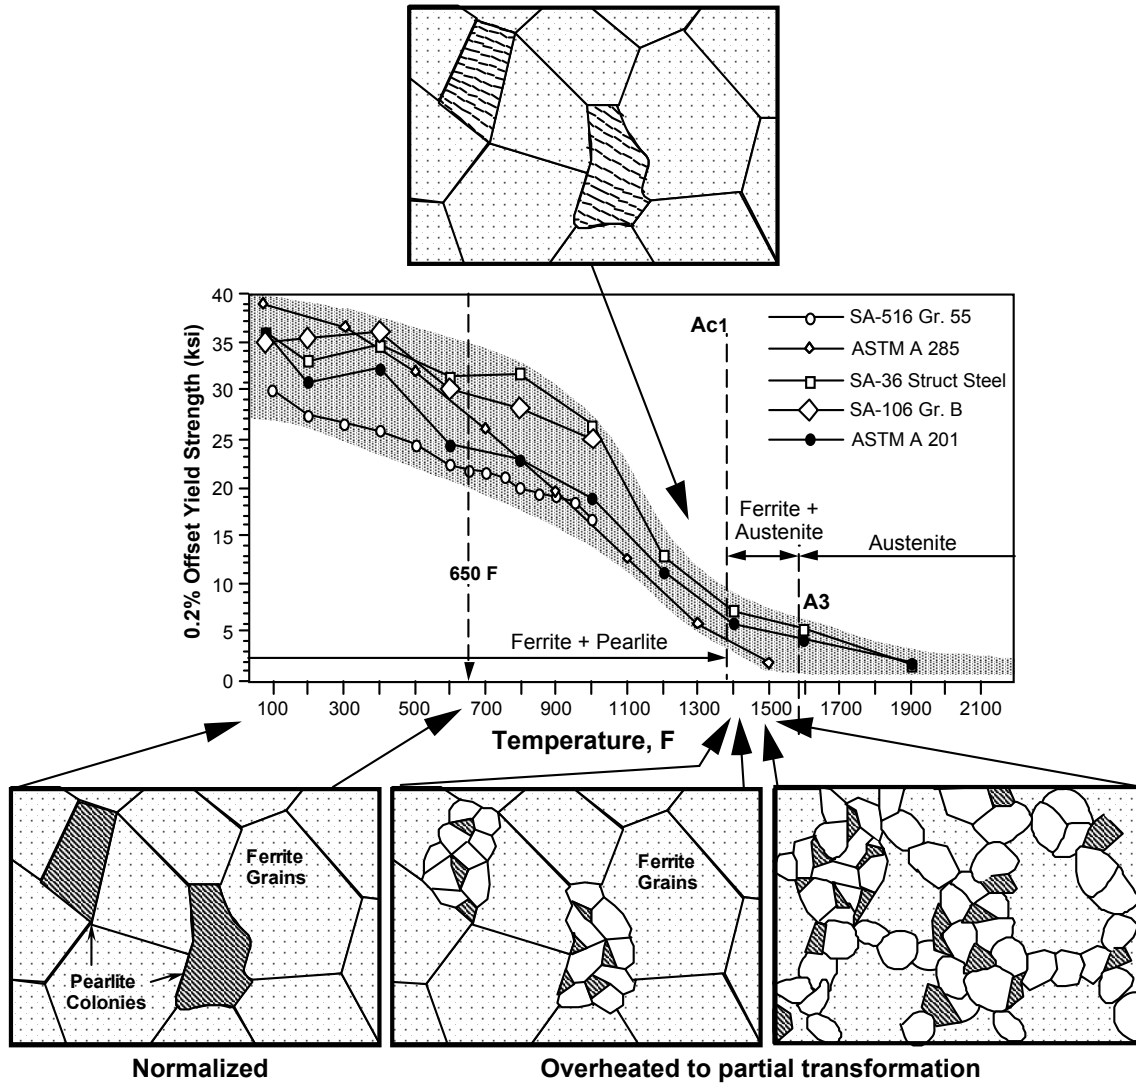 40
35
30
25
20
15
10
5
0
0.2% Offset Yield Strength (ksi)
Ac1
SA-516 Gr. 55
ASTM A 285
SA-36 Struct Steel
SA-106 Gr. B
ASTM A 201
Ferrite +
Austenite
Austenite
650 F
A3
Ferrite + Pearlite
100 300 500 700 900 1100 1300 1500 1700 1900 2100
Temperature, F
Ferrite
Grains
Pearlite
Colonies
Ferrite
Grains
Normalized
Overheated to partial transformation